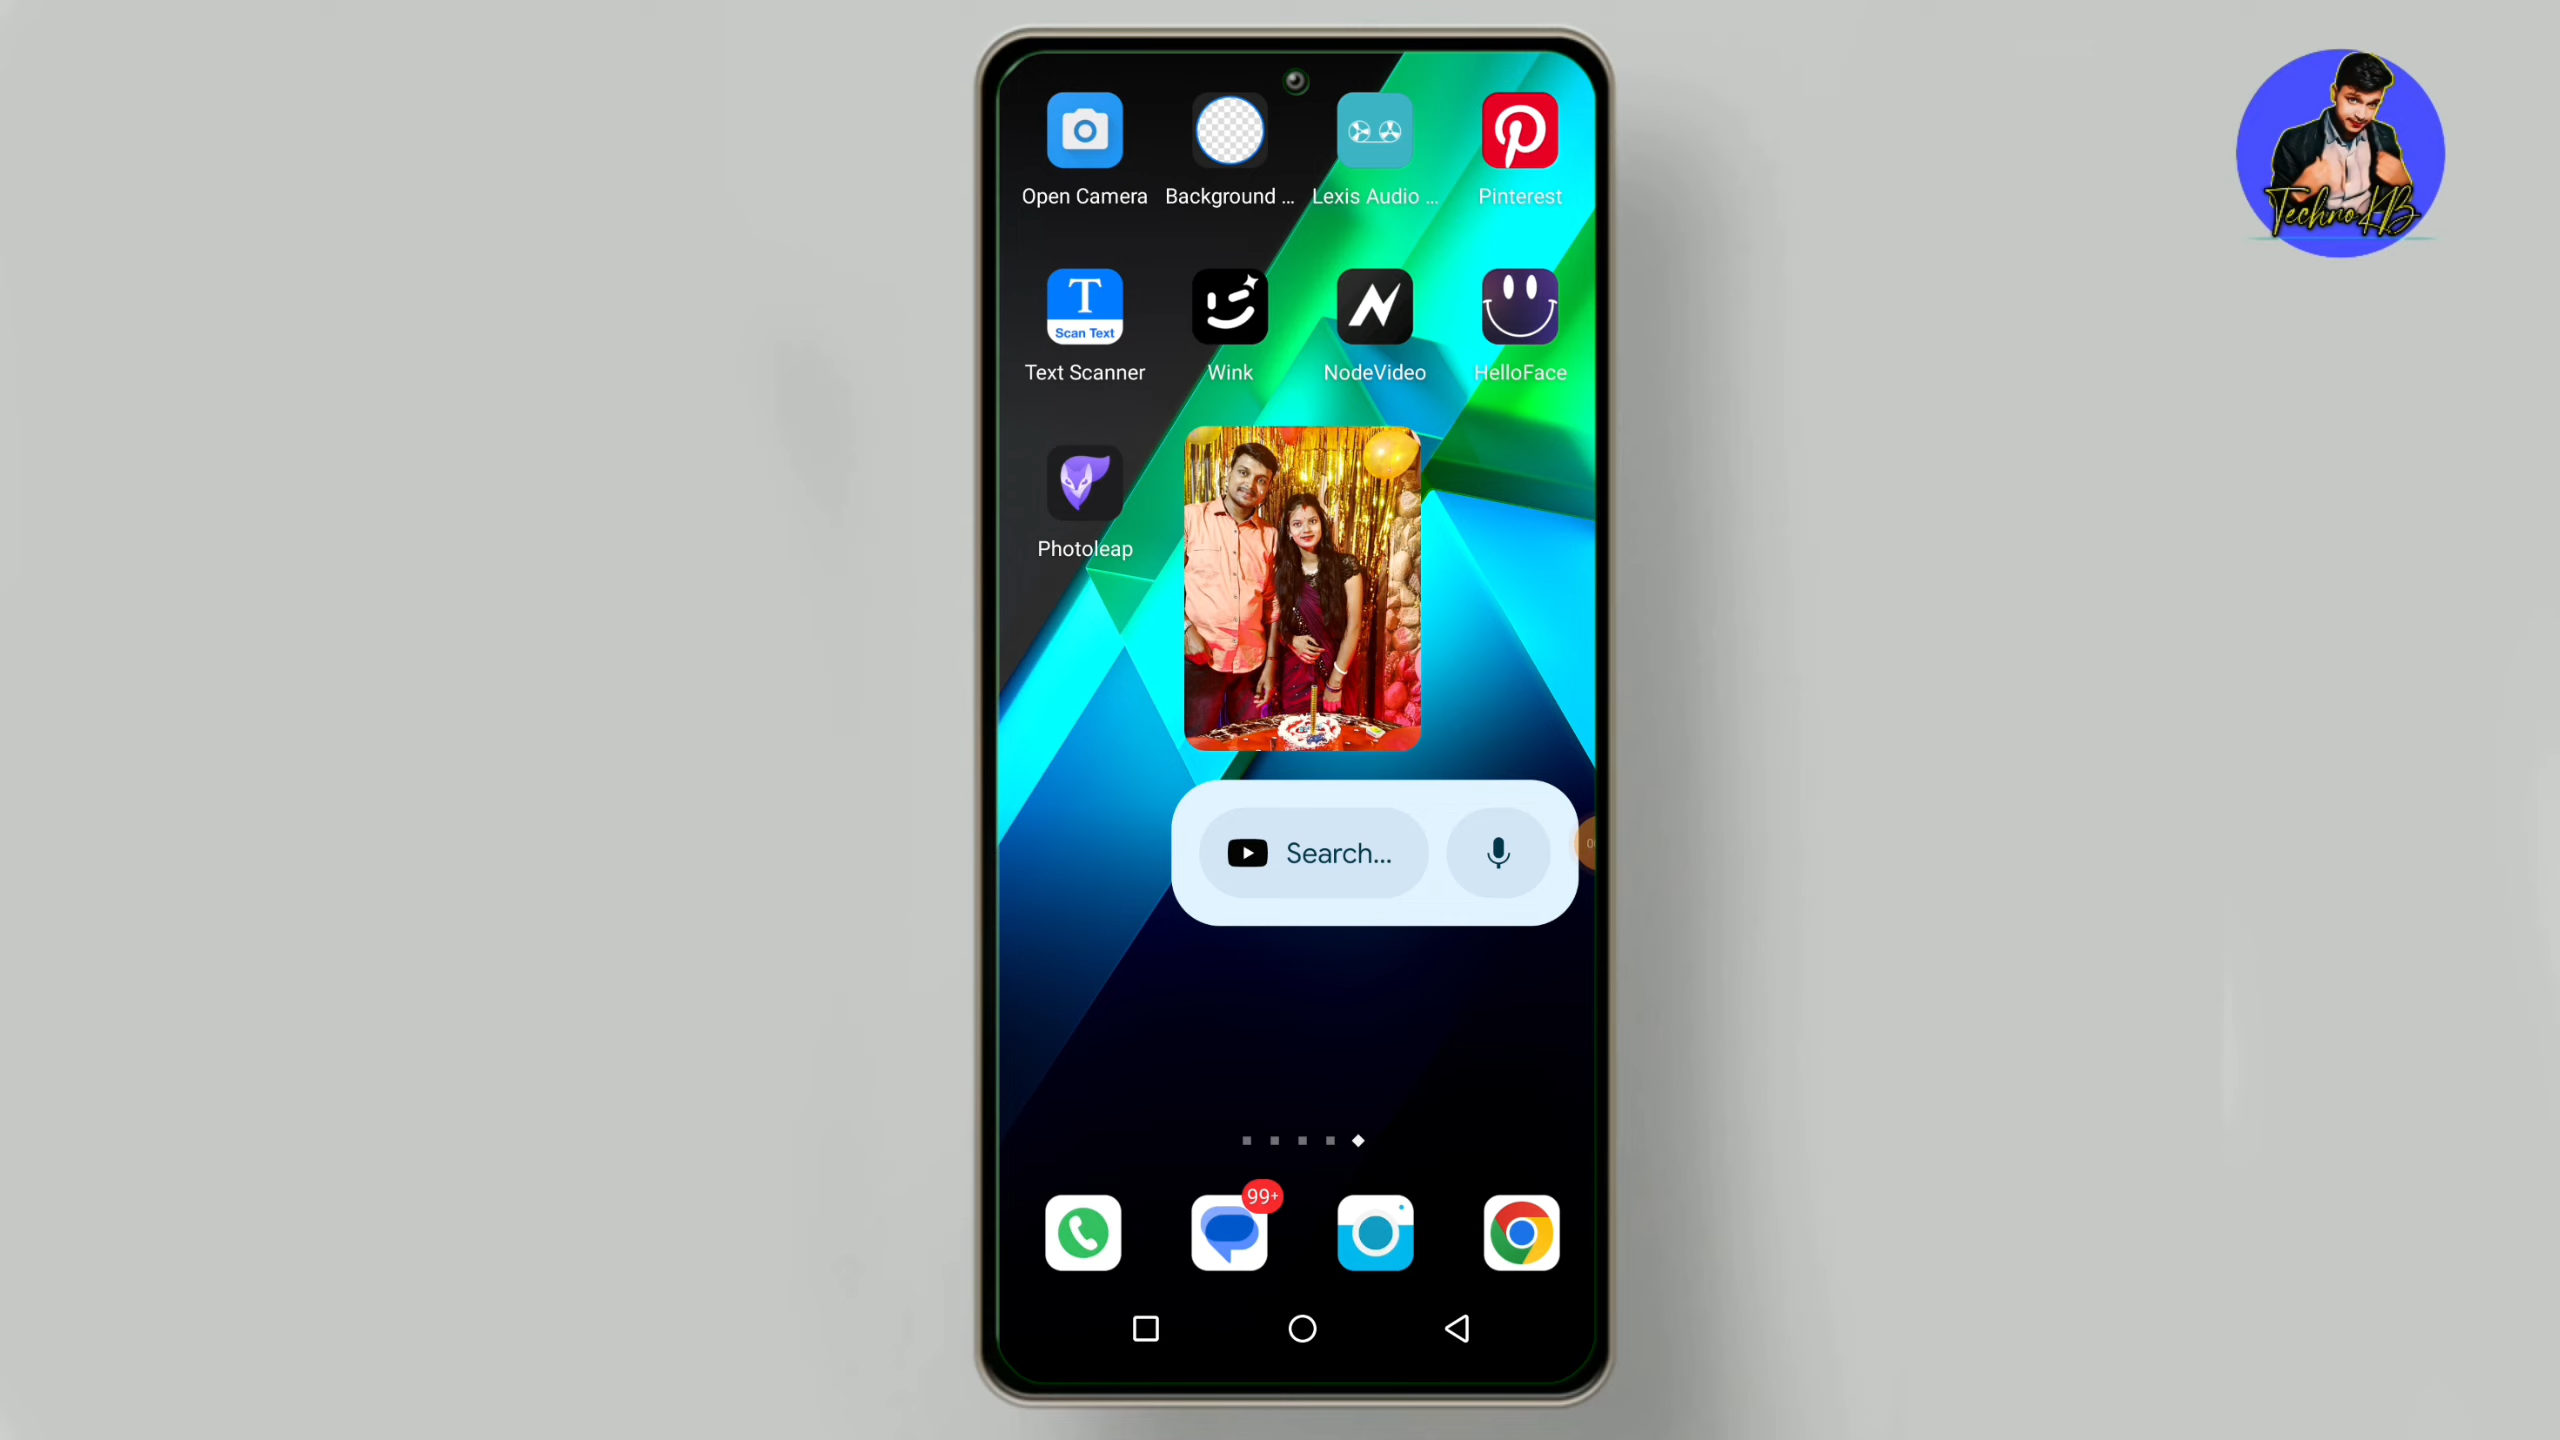 Open Camera
Background ...
Lexis Audio ...
Pinterest
T
Scan Text
Text Scanner
Wink
NodeVideo
HelloFace
Photoleap
Search...
99+
TechnoKB